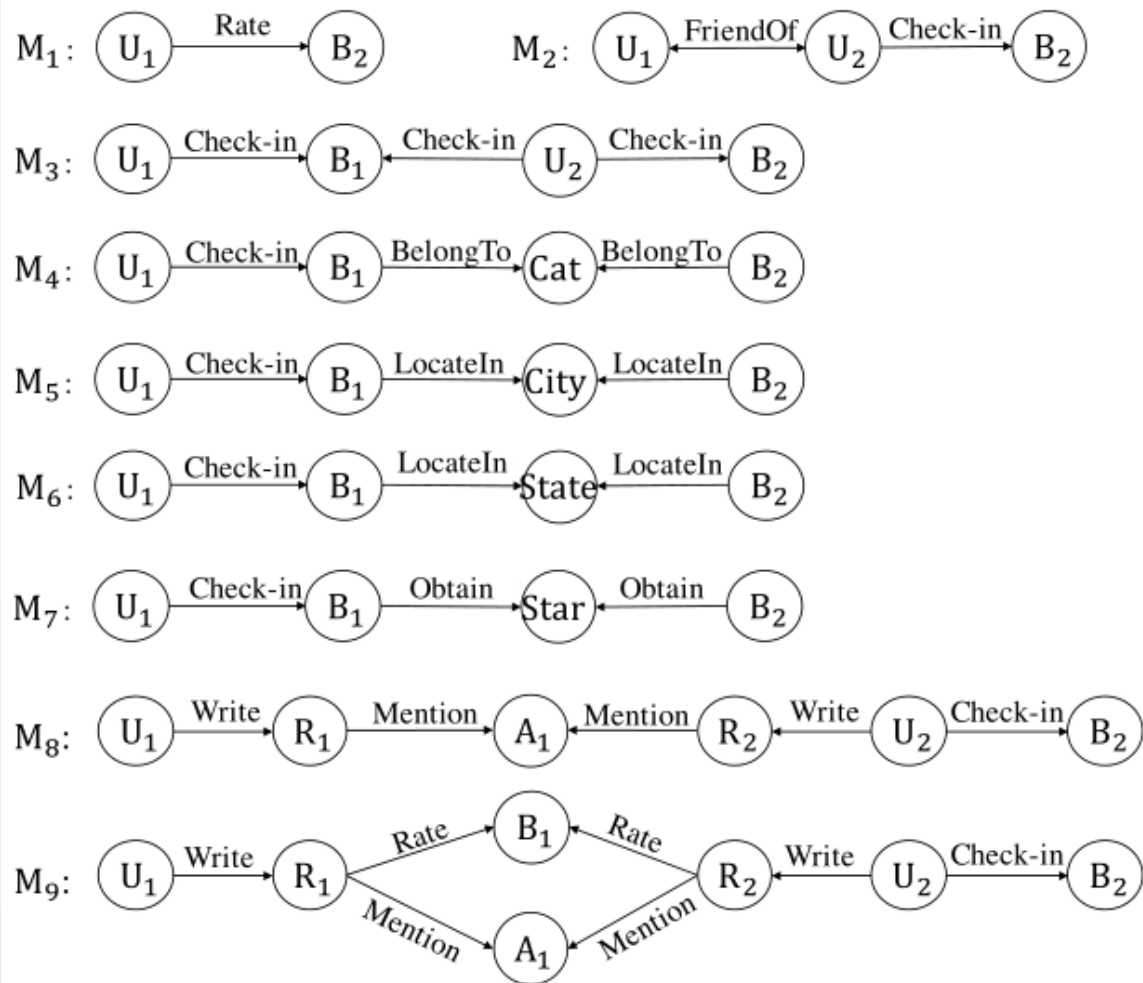 M₁: U₁ Rate B₂ M₂: U₁ FriendOf U₂ Check-in B₂
M₃: U₁ Check-in B₁ Check-in U₂ Check-in B₂
M₄: U₁ Check-in B₁ BelongTo Cat BelongTo B₂
M₅: U₁ Check-in B₁ LocateIn City LocateIn B₂
M₆: U₁ Check-in B₁ LocateIn State LocateIn B₂
M₇: U₁ Check-in B₁ Obtain Star Obtain B₂
M₈: U₁ Write R₁ Mention A₁ Mention R₂ Write U₂ Check-in B₂
M₉: U₁ Write R₁ Rate B₁ Rate R₂ Write U₂ Check-in B₂
Mention A₁ Mention